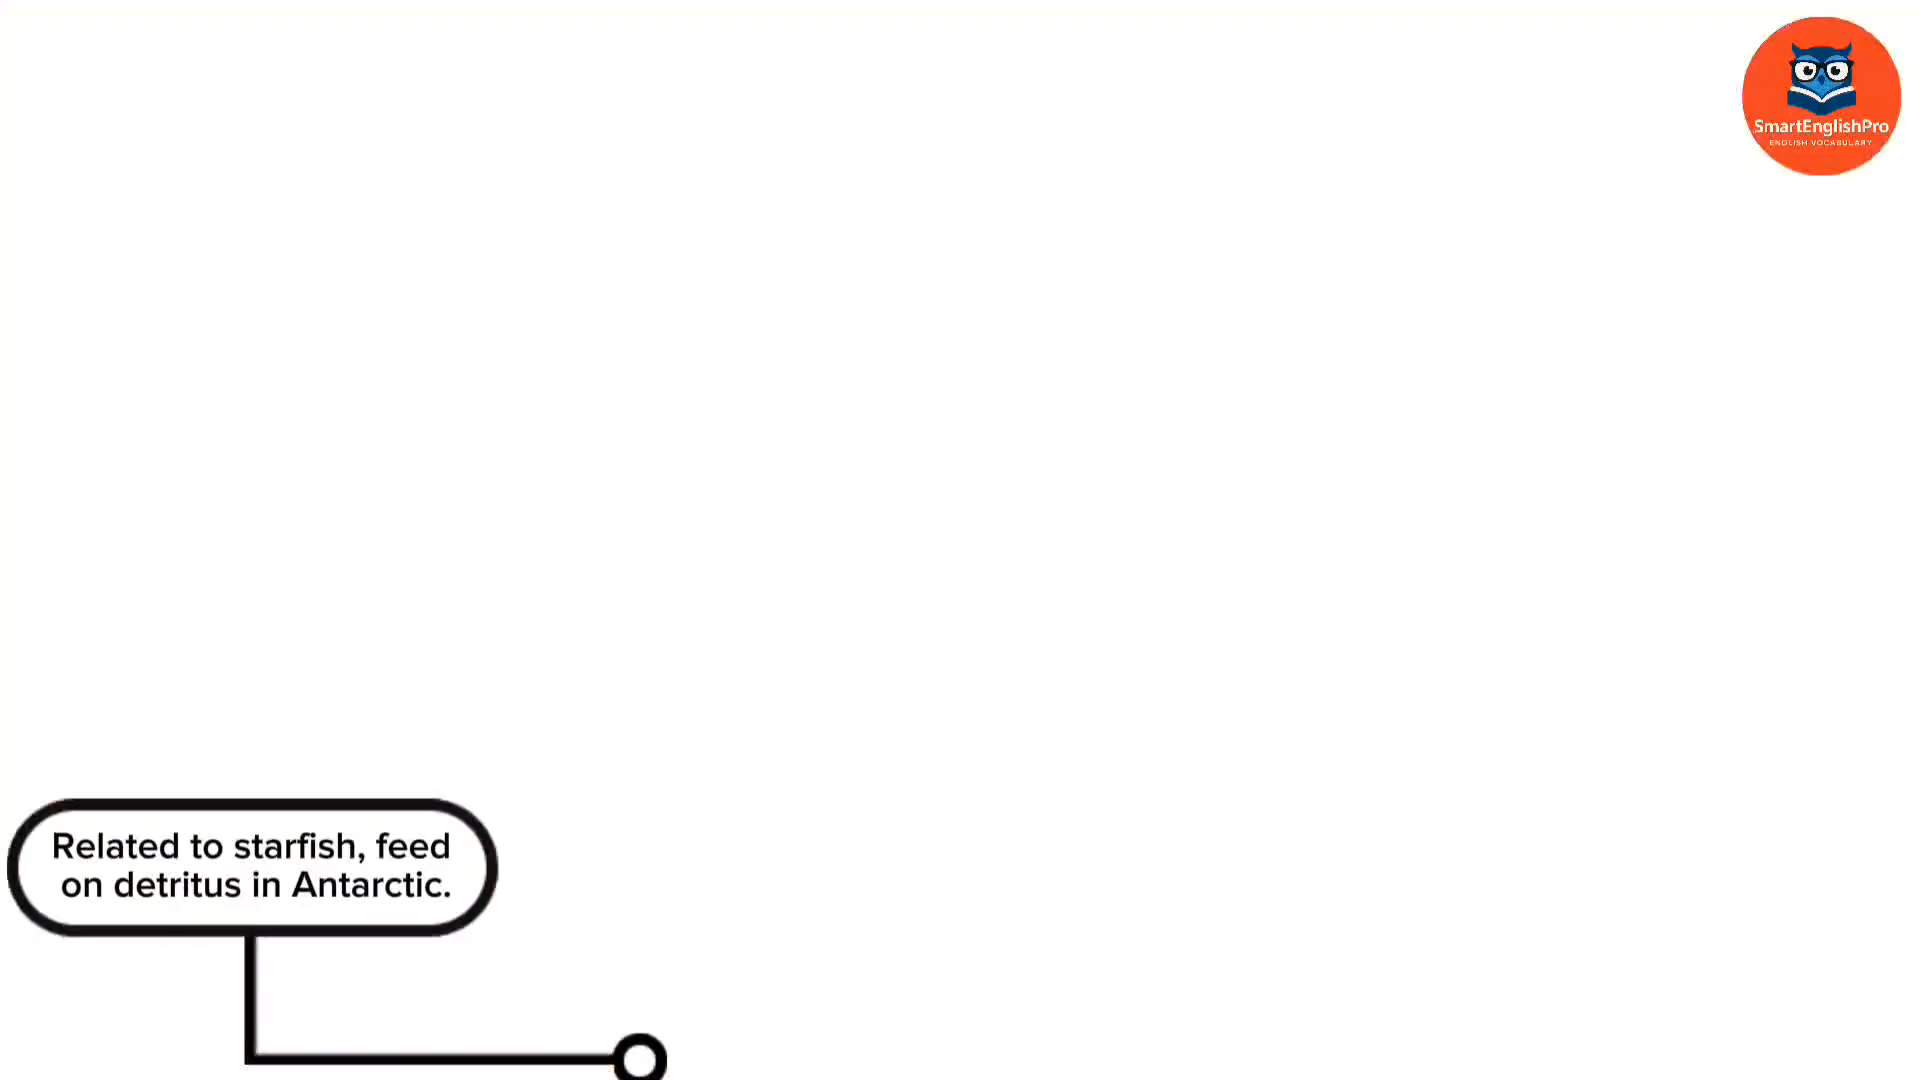 SmartEnglishPro
ENGLISH VOCABULARY
Related to starfish, feed
on detritus in Antarctic.